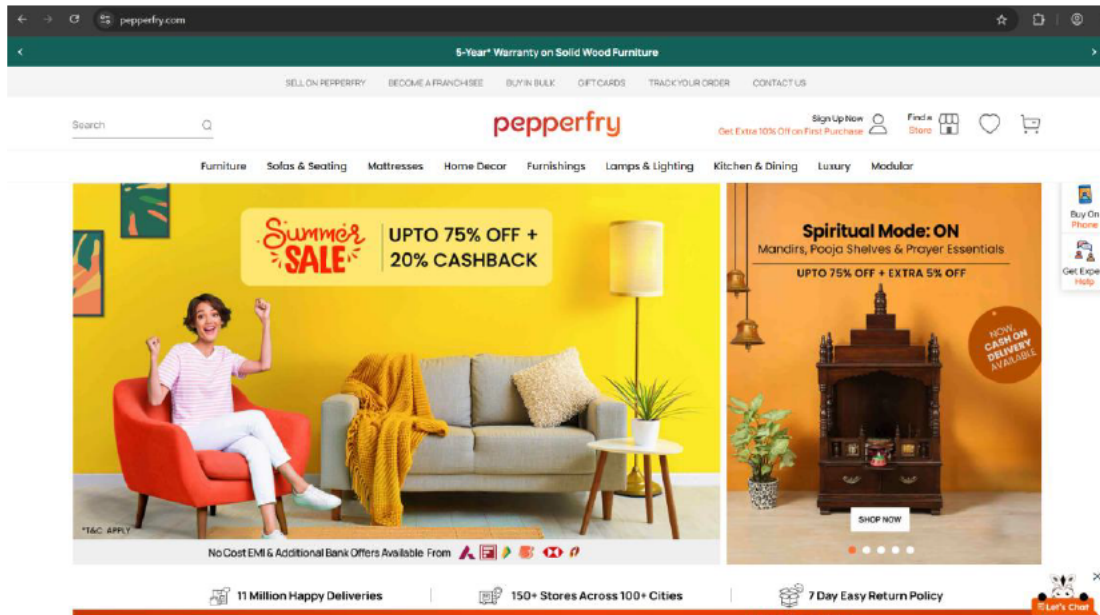 pepperfry.com
5-Year* Warranty on Solid Wood Furniture
SELL ON PEPPERFRY BECOME A FRANCHISEE BUY IN BULK GIFT CARDS TRACK YOUR ORDER CONTACT US
Search
pepperfry
Sign Up Now
Get Extra 10% Off on First Purchase
Find a
Store
Furniture Sofas & Seating Mattresses Home Decor Furnishings Lamps & Lighting Kitchen & Dining Luxury Modular
Summer
SALE
UPTO 75% OFF +
20% CASHBACK
*T&C APPLY
No Cost EMI & Additional Bank Offers Available From
Spiritual Mode: ON
Mandirs, Pooja Shelves & Prayer Essentials
UPTO 75% OFF + EXTRA 5% OFF
NOW,
CASH ON
DELIVERY
AVAILABLE
SHOP NOW
Buy On
Phone
Get Expe
Help
11 Million Happy Deliveries
150+ Stores Across 100+ Cities
7 Day Easy Return Policy
Let's Chat